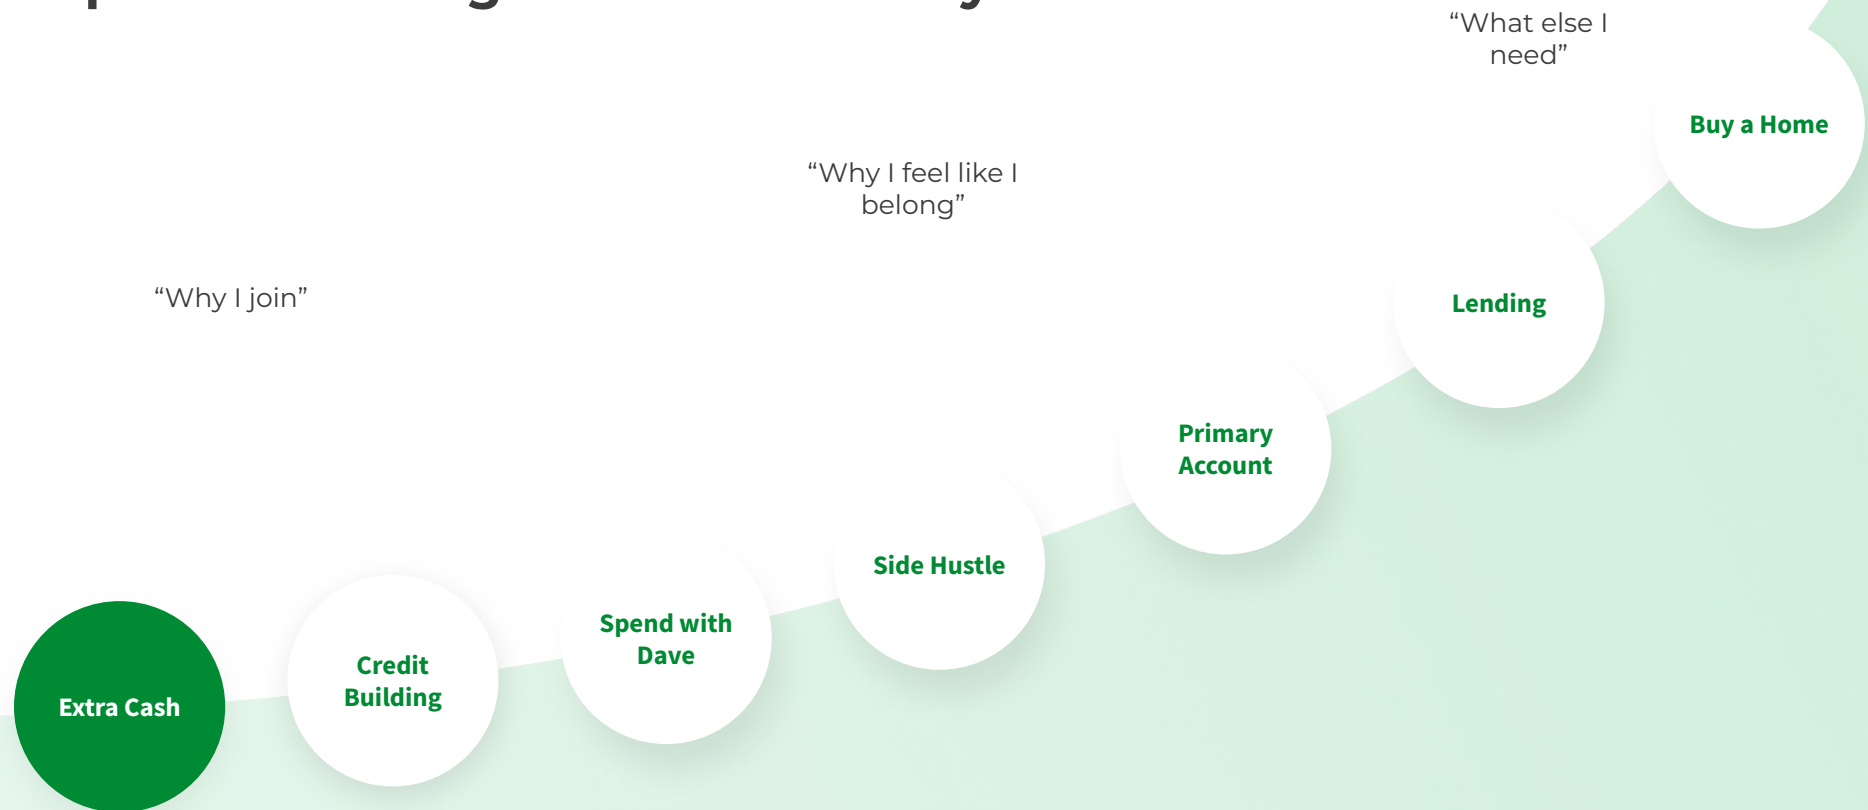 “What else I
need”
Buy a Home
“Why I feel like I
belong”
“Why I join”
Lending
Primary
Account
Side Hustle
Spend with
Dave
Credit
Building
Extra Cash